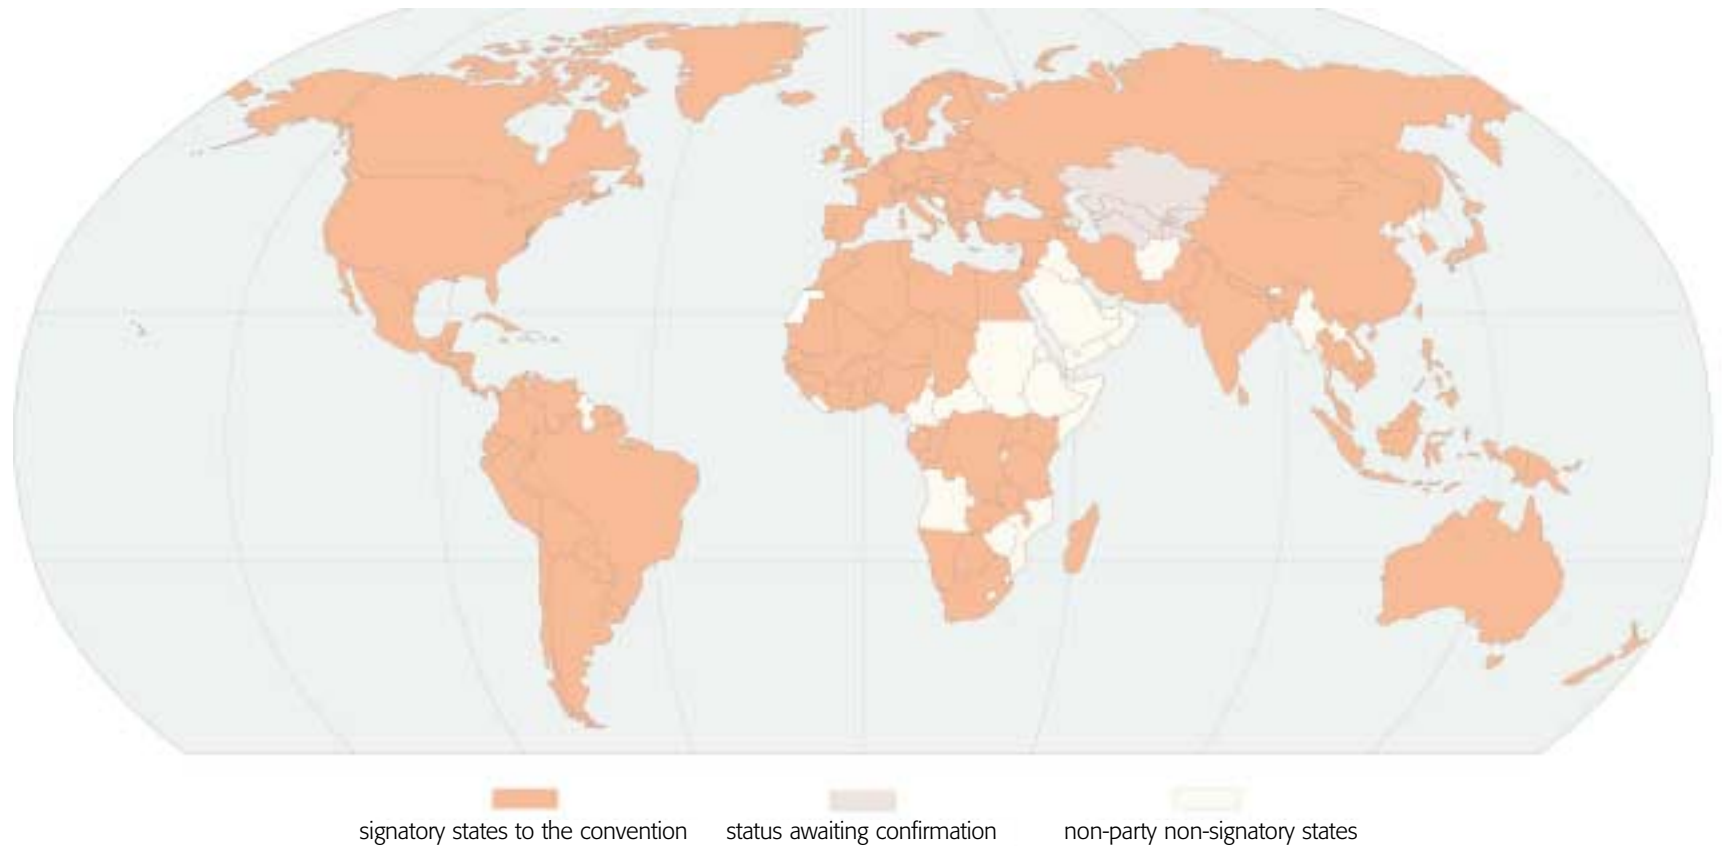 signatory states to the convention
status awaiting confirmation
non-party non-signatory states